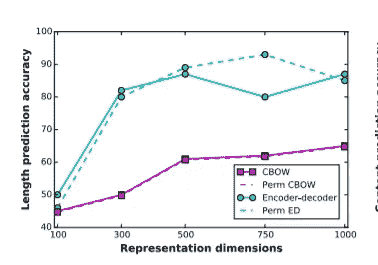 100
90
80
70
60
50
40
Length prediction accuracy
CBOW
Perm CBOW
Encoder-decoder
Perm ED
100 300 500 750 1000
Representation dimensions